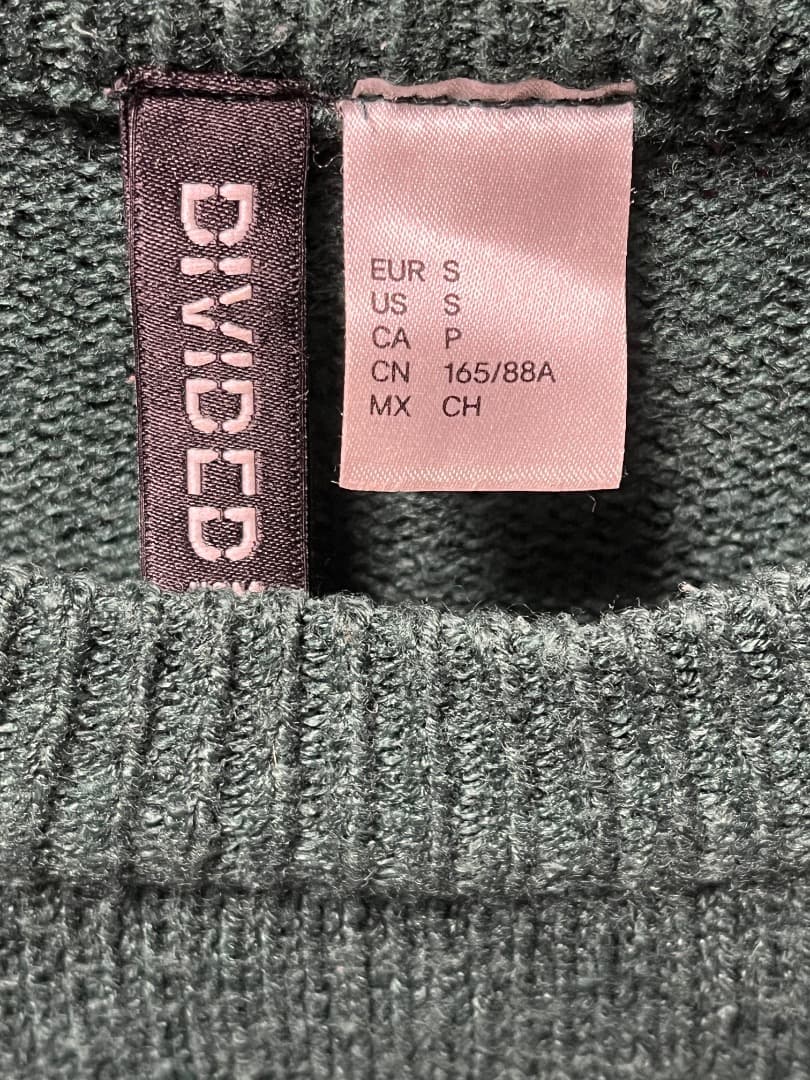 DIVIDED
EUR S
US S
CA P
CN 165/88A
MX CH